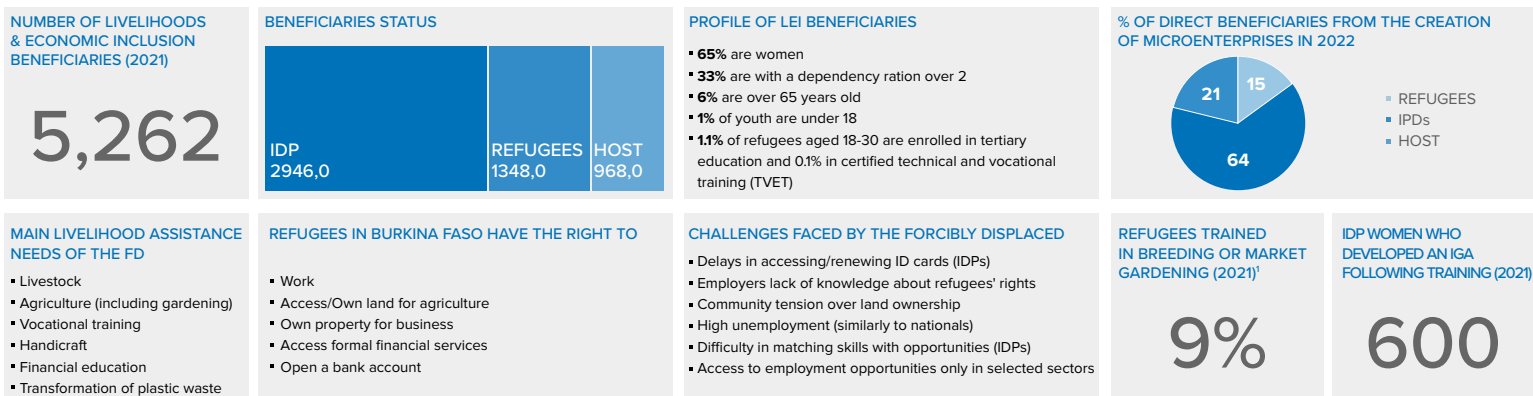 NUMBER OF LIVELIHOODS
& ECONOMIC INCLUSION
BENEFICIARIES (2021)
5,262
BENEFICIARIES STATUS
IDP
2946,0
REFUGEES
1348,0
HOST
968,0
PROFILE OF LEI BENEFICIARIES
▪ 65% are women
▪ 33% are with a dependency ration over 2
▪ 6% are over 65 years old
▪ 1% of youth are under 18
▪ 1.1% of refugees aged 18-30 are enrolled in tertiary
education and 0.1% in certified technical and vocational
training (TVET)
% OF DIRECT BENEFICIARIES FROM THE CREATION
OF MICROENTERPRISES IN 2022
15
21
64
▪ REFUGEES
▪ IPDs
▪ HOST
MAIN LIVELIHOOD ASSISTANCE
NEEDS OF THE FD
▪ Livestock
▪ Agriculture (including gardening)
▪ Vocational training
▪ Handicraft
▪ Financial education
▪ Transformation of plastic waste
REFUGEES IN BURKINA FASO HAVE THE RIGHT TO
▪ Work
▪ Access/Own land for agriculture
▪ Own property for business
▪ Access formal financial services
▪ Open a bank account
CHALLENGES FACED BY THE FORCIBLY DISPLACED
▪ Delays in accessing/renewing ID cards (IDPs)
▪ Employers lack of knowledge about refugees' rights
▪ Community tension over land ownership
▪ High unemployment (similarly to nationals)
▪ Difficulty in matching skills with opportunities (IDPs)
▪ Access to employment opportunities only in selected sectors
REFUGEES TRAINED
IN BREEDING OR MARKET
GARDENING (2021)¹
9%
IDP WOMEN WHO
DEVELOPED AN IGA
FOLLOWING TRAINING (2021)
600